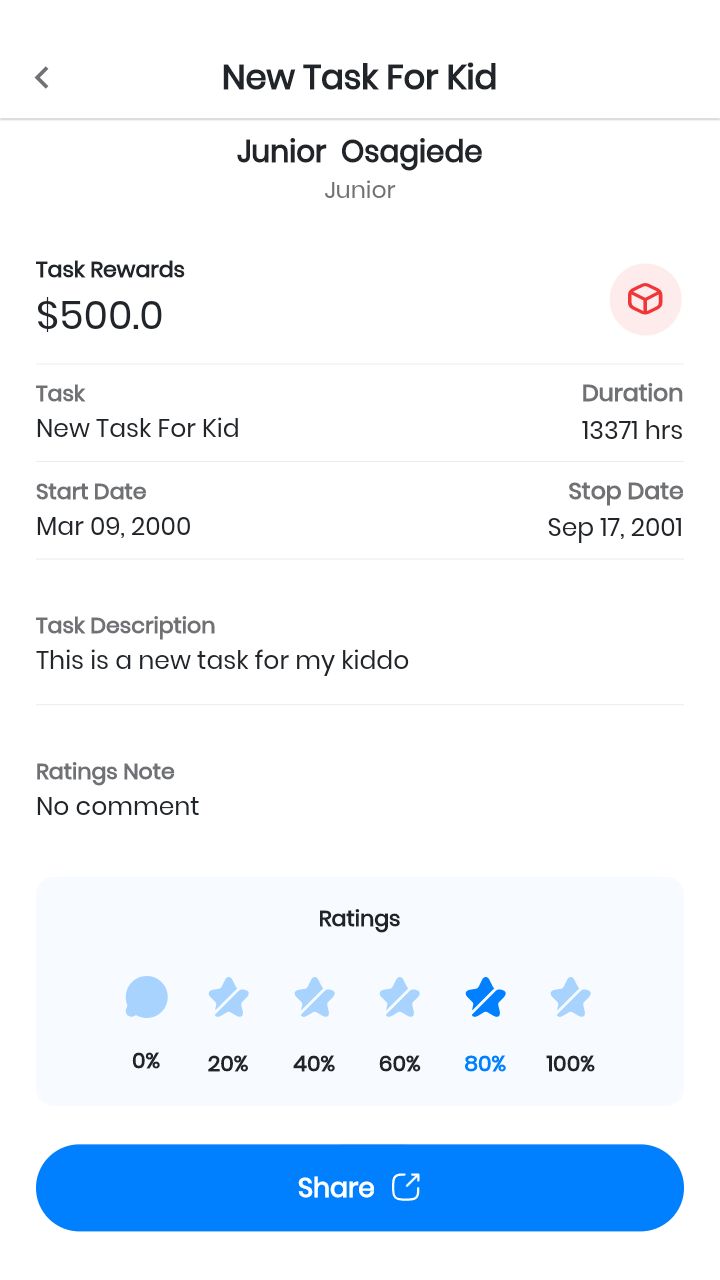 New Task For Kid
Junior Osagiede
Junior
Task Rewards
$500.0
Task
New Task For Kid
Duration
13371 hrs
Start Date
Mar 09, 2000
Stop Date
Sep 17, 2001
Task Description
This is a new task for my kiddo
Ratings Note
No comment
Ratings
0% 20% 40% 60% 80% 100%
Share